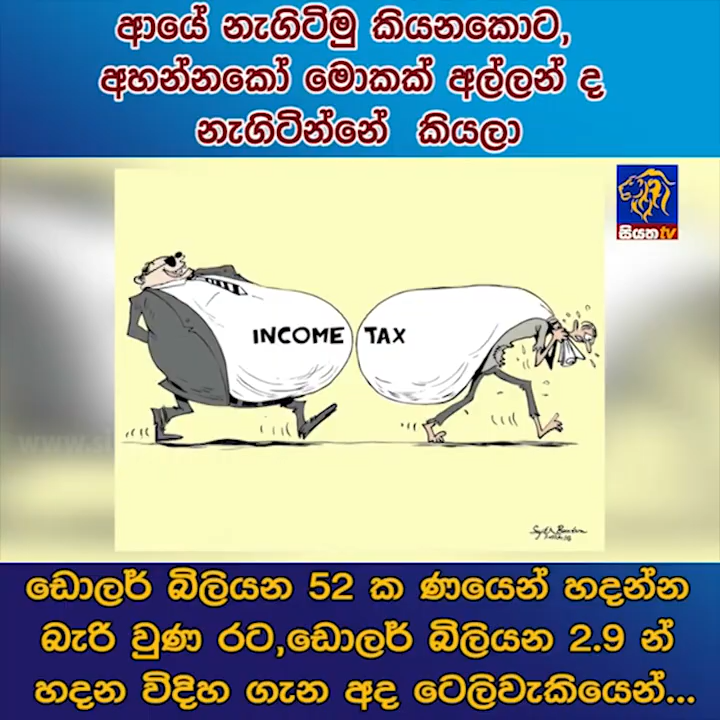 ආයේ නැගිටිමු කියනකොට,
අහන්නකෝ මොකක් අල්ලන් ද
නැගිටින්නේ කියලා
සියත tv
INCOME TAX
ඩොලර් බිලියන 52 ක ණයෙන් හදන්න
බැරි වුණ රට,ඩොලර් බිලියන 2.9 න්
හදන විදිහ ගැන අද ටෙලිවැකියෙන්...